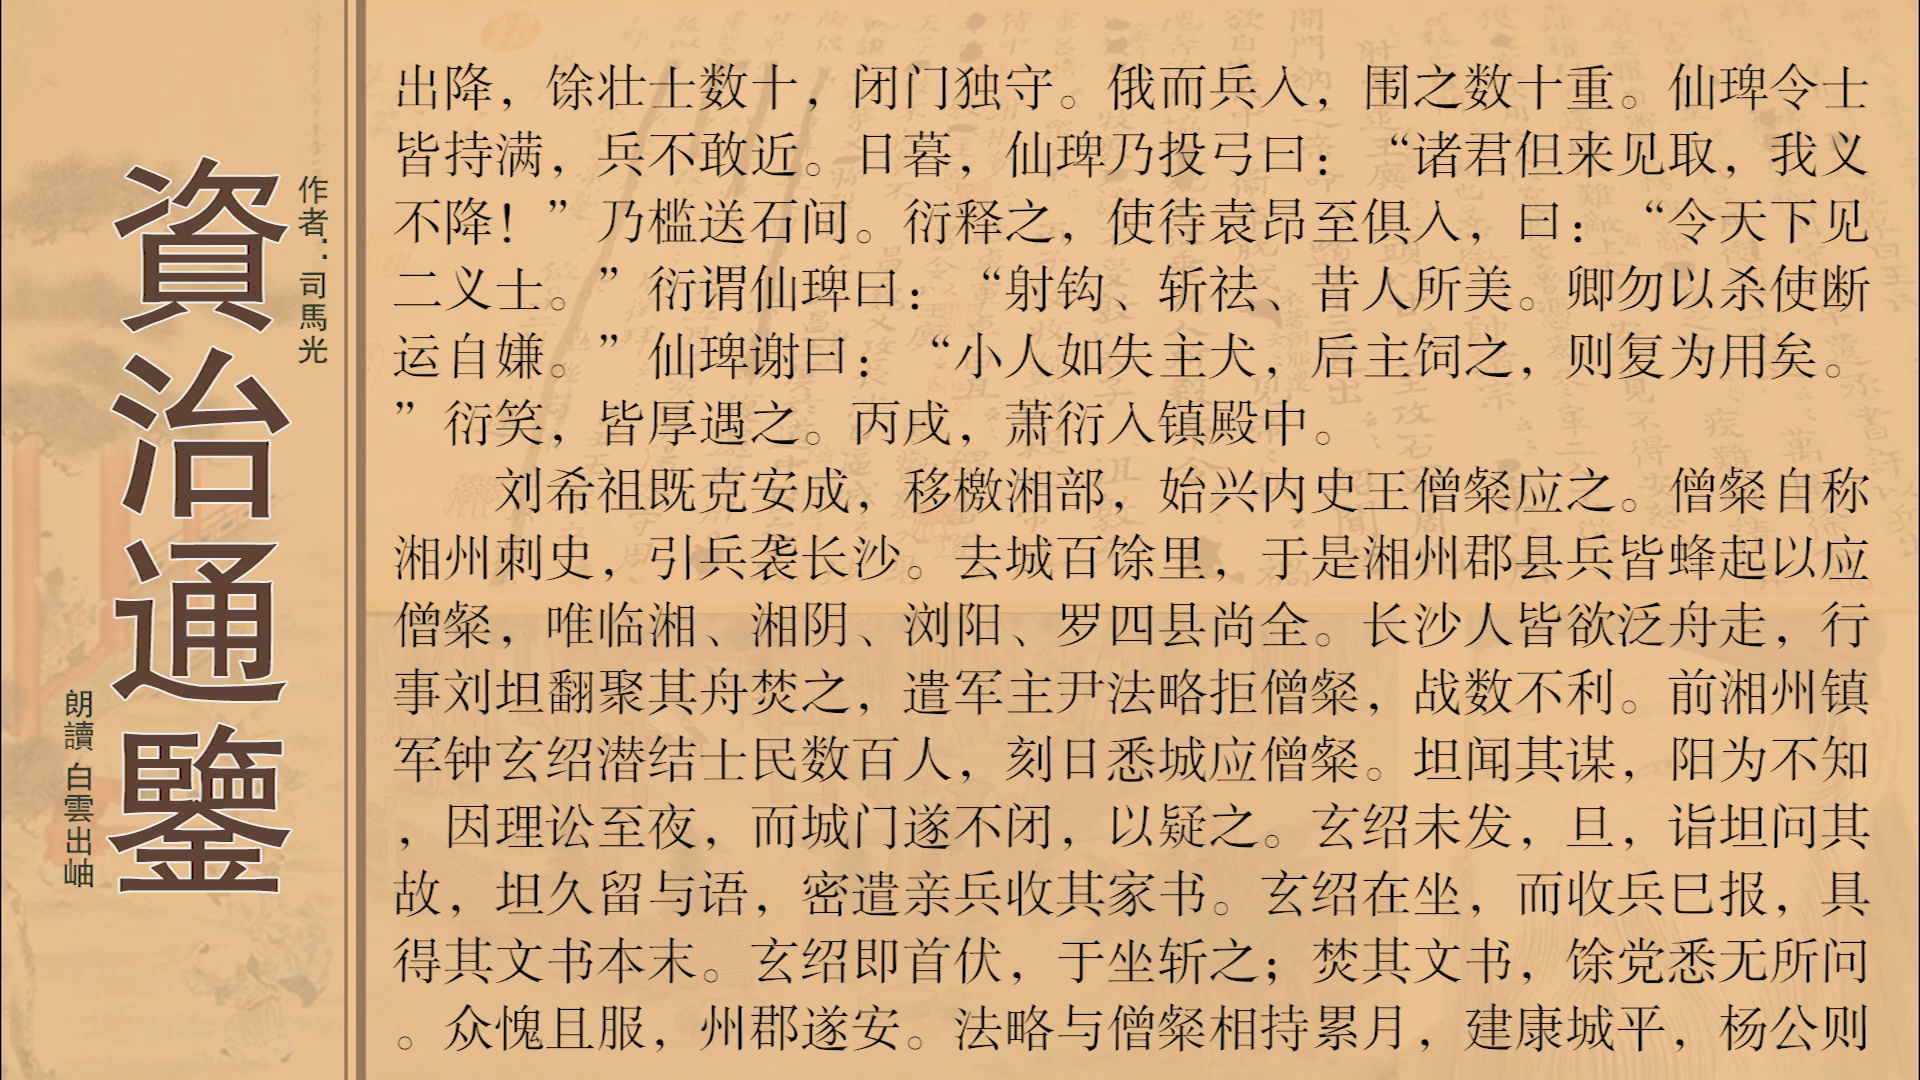 資治通鑒
作者：司馬光
朗讀 白雲出岫
出降，馀壮士数十，闭门独守。俄而兵入，围之数十重。仙琕令士
皆持满，兵不敢近。日暮，仙琕乃投弓曰：“诸君但来见取，我义
不降！”乃槛送石间。衍释之，使待袁昂至俱入，曰：“令天下见
二义士。”衍谓仙琕曰：“射钩、斩祛、昔人所美。卿勿以杀使断
运自嫌。”仙琕谢曰：“小人如失主犬，后主饲之，则复为用矣。
”衍笑，皆厚遇之。丙戌，萧衍入镇殿中。
刘希祖既克安成，移檄湘部，始兴内史王僧粲应之。僧粲自称
湘州刺史，引兵袭长沙。去城百馀里，于是湘州郡县兵皆蜂起以应
僧粲，唯临湘、湘阴、浏阳、罗四县尚全。长沙人皆欲泛舟走，行
事刘坦翻聚其舟焚之，遣军主尹法略拒僧粲，战数不利。前湘州镇
军钟玄绍潜结士民数百人，刻日悉城应僧粲。坦闻其谋，阳为不知
，因理讼至夜，而城门遂不闭，以疑之。玄绍未发，旦，诣坦问其
故，坦久留与语，密遣亲兵收其家书。玄绍在坐，而收兵巳报，具
得其文书本末。玄绍即首伏，于坐斩之；焚其文书，馀党悉无所问
。众愧且服，州郡遂安。法略与僧粲相持累月，建康城平，杨公则